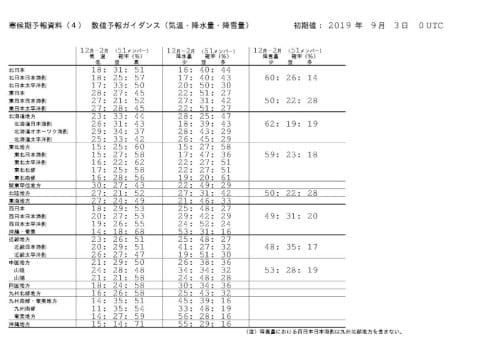 寒候期予報資料(4) 数値予報ガイダンス(気温・降水量・降雪量) 初期値: 2019 年 9月 3日 0UTC
12月-2月 (51メンバー) 12月-2月 (51メンバー) 12月-2月 (51メンバー)
気温 確率(%) 降水量 確率(%) 降雪量 確率(%)
低 並 高 少 並 多 少 並 多
北日本 18: 31: 51 16: 40: 44
北日本日本海側 18: 25: 57 17: 40: 43 60: 26: 14
北日本太平洋側 17: 33: 50 20: 50: 30
東日本 28: 27: 45 22: 51: 27
東日本日本海側 27: 21: 52 27: 31: 42 50: 22: 28
東日本太平洋側 27: 28: 45 22: 51: 27
北海道地方 23: 33: 44 28: 25: 47
北海道日本海側 26: 31: 43 18: 39: 43 62: 19: 19
北海道オホーツク海側 29: 34: 37 28: 43: 29
北海道太平洋側 25: 33: 42 26: 45: 29
東北地方 15: 25: 60 15: 27: 58
東北日本海側 15: 27: 58 17: 47: 36 59: 23: 18
東北太平洋側 16: 22: 62 22: 27: 51
東北北部 17: 25: 58 22: 27: 51
東北南部 16: 28: 56 19: 20: 61
関東甲信地方 30: 27: 43 22: 49: 29
北陸地方 27: 21: 52 27: 31: 42 50: 22: 28
東海地方 27: 24: 49 21: 46: 33
西日本 18: 29: 53 25: 48: 27
西日本日本海側 20: 27: 53 29: 42: 29 49: 31: 20
西日本太平洋側 19: 26: 55 24: 52: 24
沖縄・奄美 14: 18: 68 53: 31: 16
近畿地方 23: 26: 51 25: 48: 27
近畿日本海側 20: 29: 51 41: 27: 32 48: 35: 17
近畿太平洋側 26: 27: 47 19: 51: 30
中国地方 21: 29: 50 26: 38: 36
山陰 24: 28: 48 34: 34: 32 53: 28: 19
山陽 21: 21: 58 24: 48: 28
四国地方 18: 24: 58 30: 34: 36
九州北部地方 16: 26: 58 25: 43: 32
九州南部・奄美地方 14: 35: 51 45: 39: 16
九州南部 11: 35: 54 33: 48: 19
奄美地方 14: 27: 59 56: 28: 16
沖縄地方 15: 14: 71 55: 29: 16
(注) 降雪量における西日本日本海側は九州北部地方を含まない。